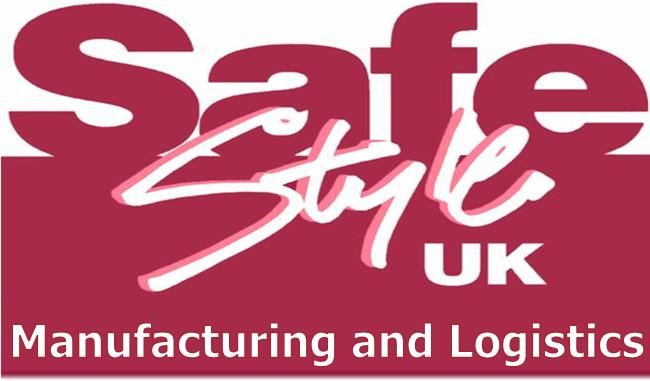 Safe
Style
UK
Manufacturing and Logistics